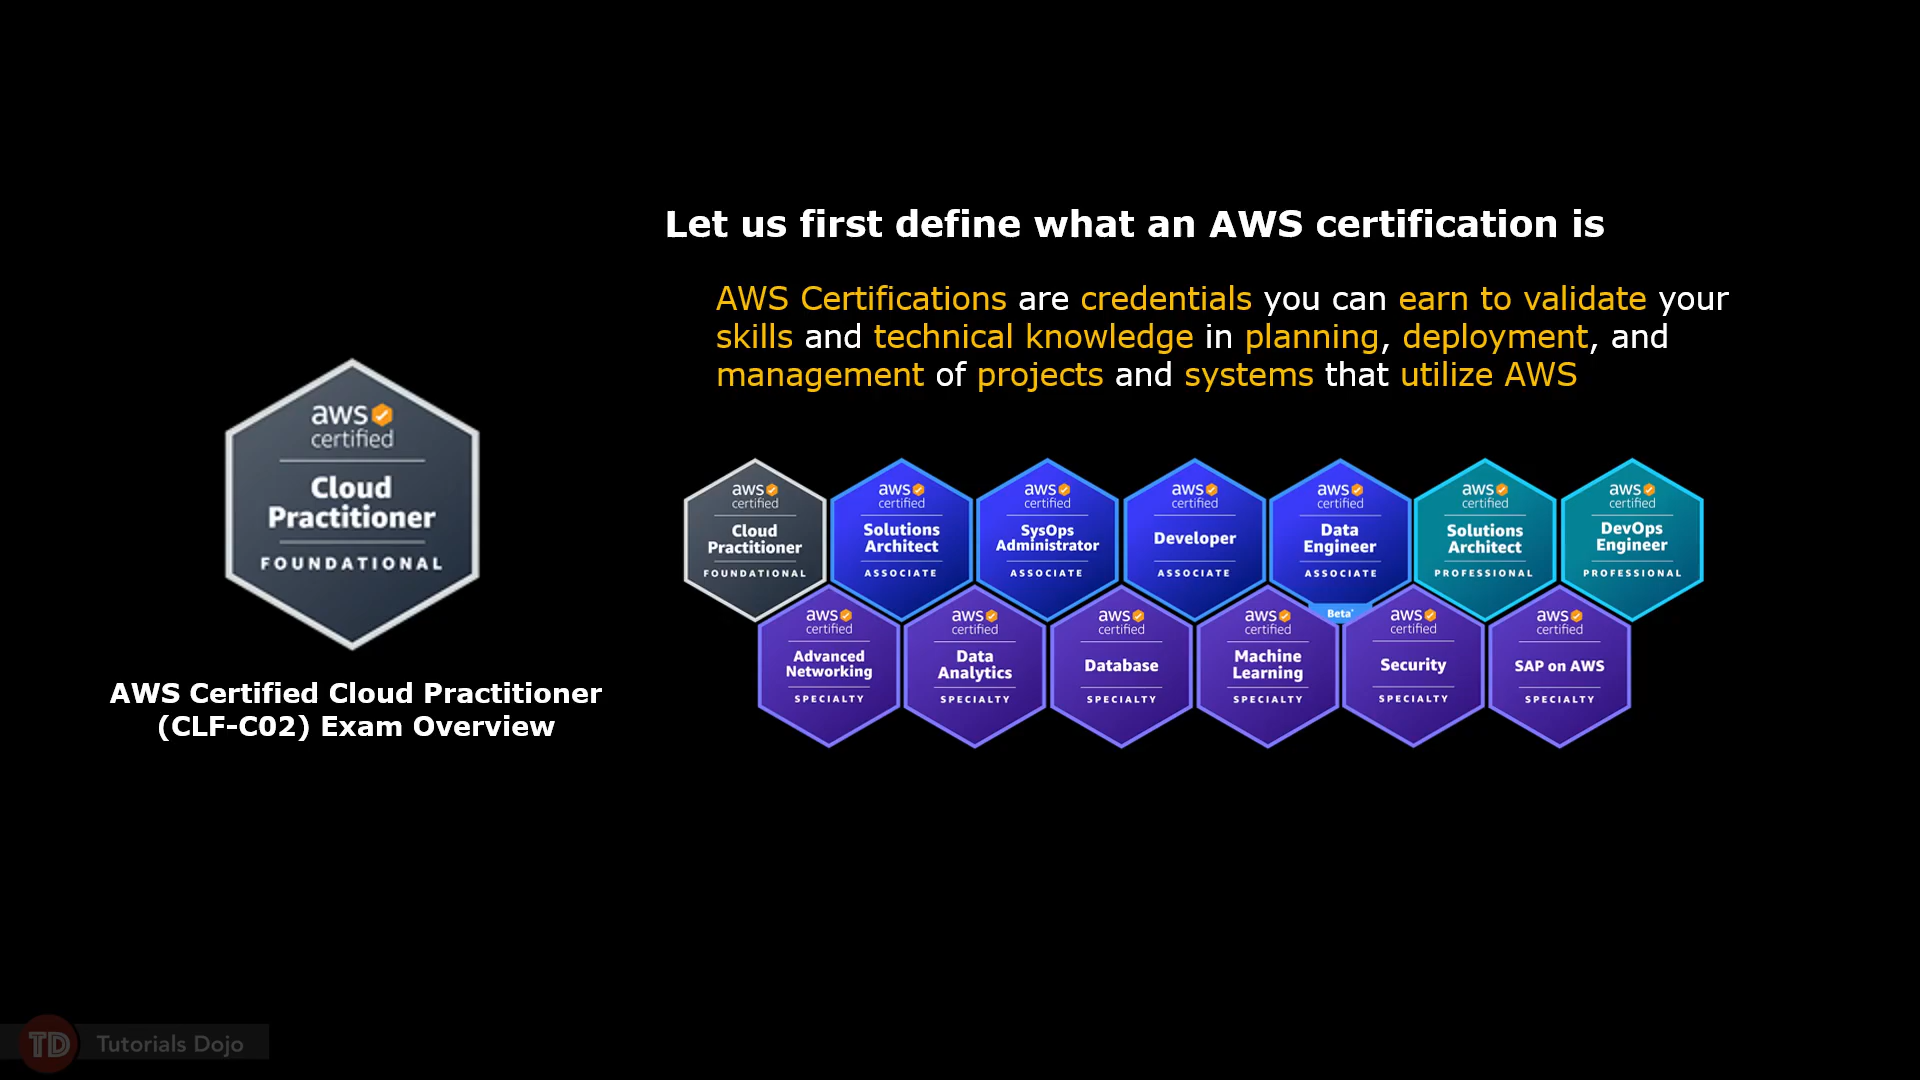 Let us first define what an AWS certification is
AWS Certifications are credentials you can earn to validate your
skills and technical knowledge in planning, deployment, and
management of projects and systems that utilize AWS
aws
certified
Cloud
Practitioner
FOUNDATIONAL
AWS Certified Cloud Practitioner
(CLF-C02) Exam Overview
aws
certified
Cloud
Practitioner
FOUNDATIONAL
aws
certified
Solutions
Architect
ASSOCIATE
aws
certified
SysOps
Administrator
ASSOCIATE
aws
certified
Developer
ASSOCIATE
aws
certified
Data
Engineer
ASSOCIATE
Beta*
aws
certified
Solutions
Architect
PROFESSIONAL
aws
certified
DevOps
Engineer
PROFESSIONAL
aws
certified
Advanced
Networking
SPECIALTY
aws
certified
Data
Analytics
SPECIALTY
aws
certified
Database
SPECIALTY
aws
certified
Machine
Learning
SPECIALTY
aws
certified
Security
SPECIALTY
aws
certified
SAP on AWS
SPECIALTY
TD Tutorials Dojo